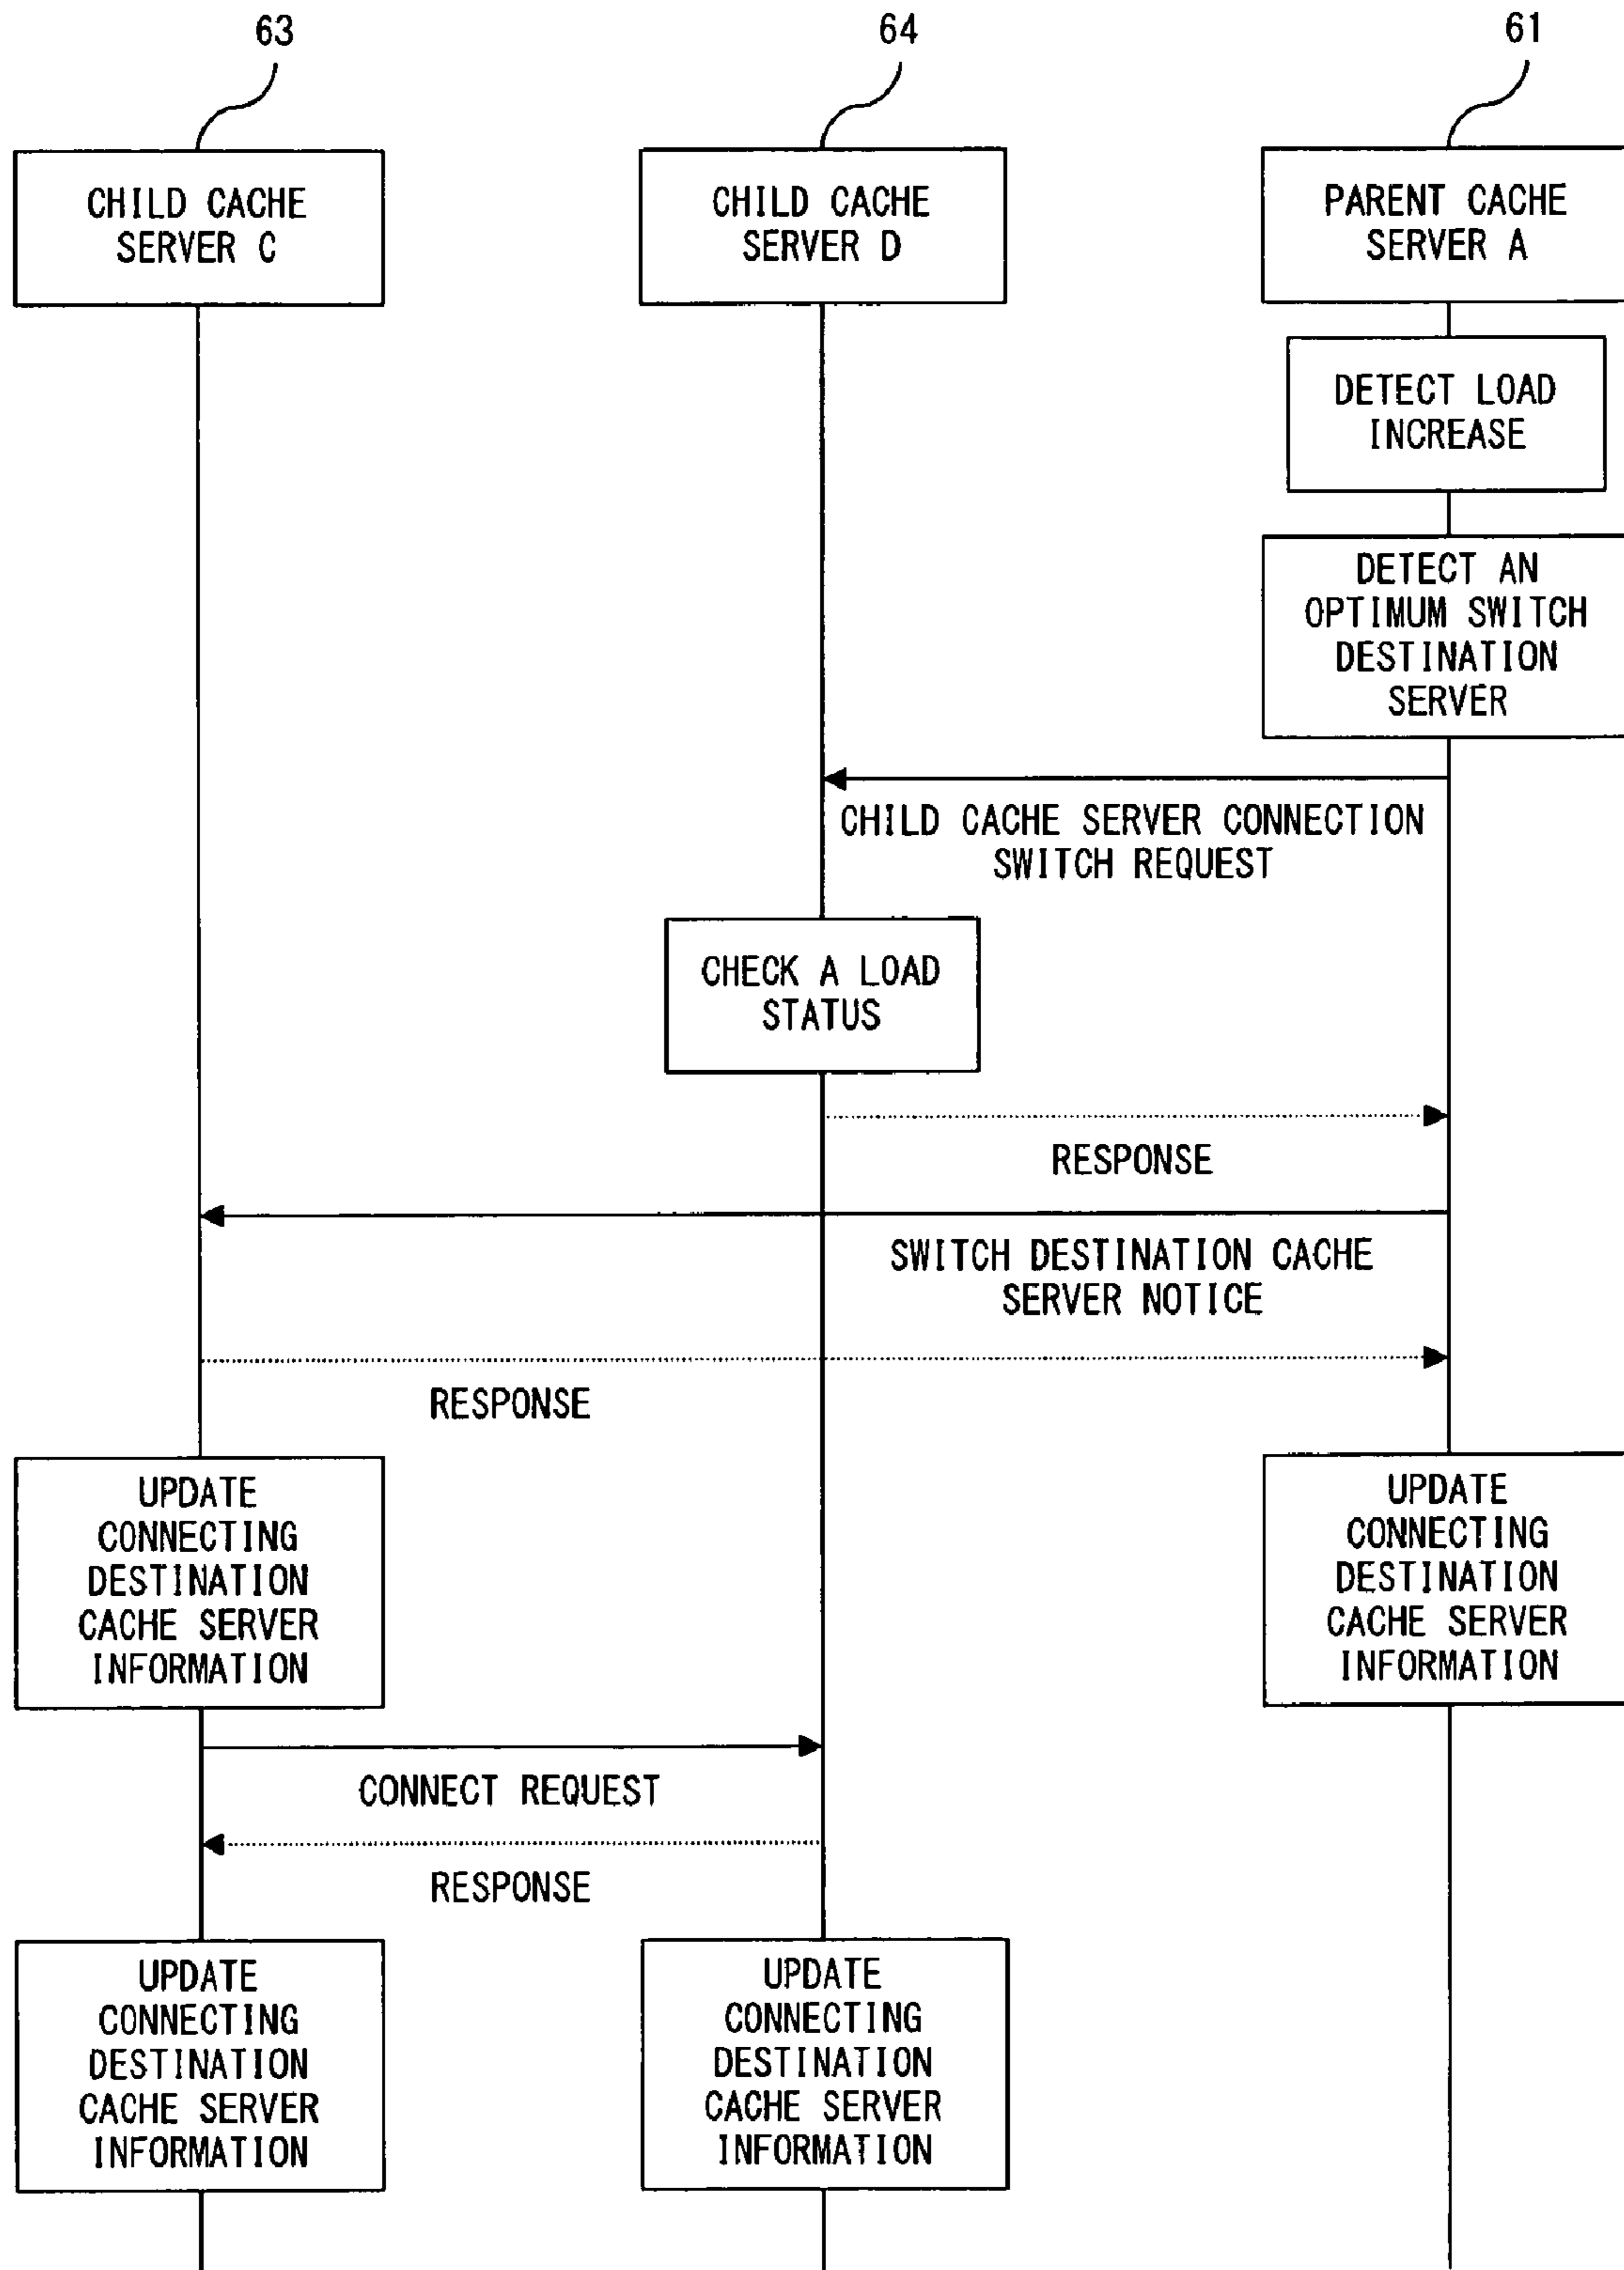 63
64
61
CHILD CACHE
SERVER C
CHILD CACHE
SERVER D
PARENT CACHE
SERVER A
DETECT LOAD
INCREASE
DETECT AN
OPTIMUM SWITCH
DESTINATION
SERVER
CHILD CACHE SERVER CONNECTION
SWITCH REQUEST
CHECK A LOAD
STATUS
RESPONSE
SWITCH DESTINATION CACHE
SERVER NOTICE
RESPONSE
UPDATE
CONNECTING
DESTINATION
CACHE SERVER
INFORMATION
UPDATE
CONNECTING
DESTINATION
CACHE SERVER
INFORMATION
CONNECT REQUEST
RESPONSE
UPDATE
CONNECTING
DESTINATION
CACHE SERVER
INFORMATION
UPDATE
CONNECTING
DESTINATION
CACHE SERVER
INFORMATION